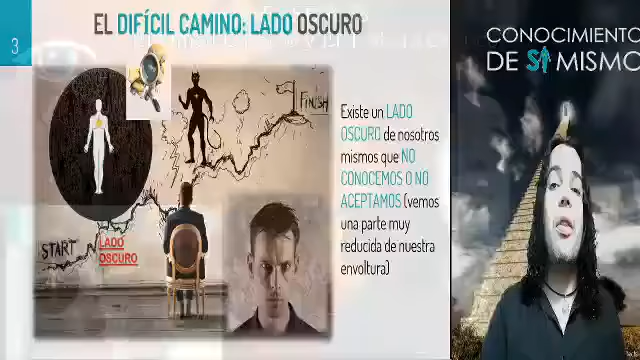 3
EL DIFÍCIL CAMINO: LADO OSCURO
START
LADO
OSCURO
FINISH
Existe un LADO
OSCURO de nosotros
mismos que NO
CONOCEMOS O NO
ACEPTAMOS (vemos
una parte muy
reducida de nuestra
envoltura)
CONOCIMIENTO
DE SÍ MISMO